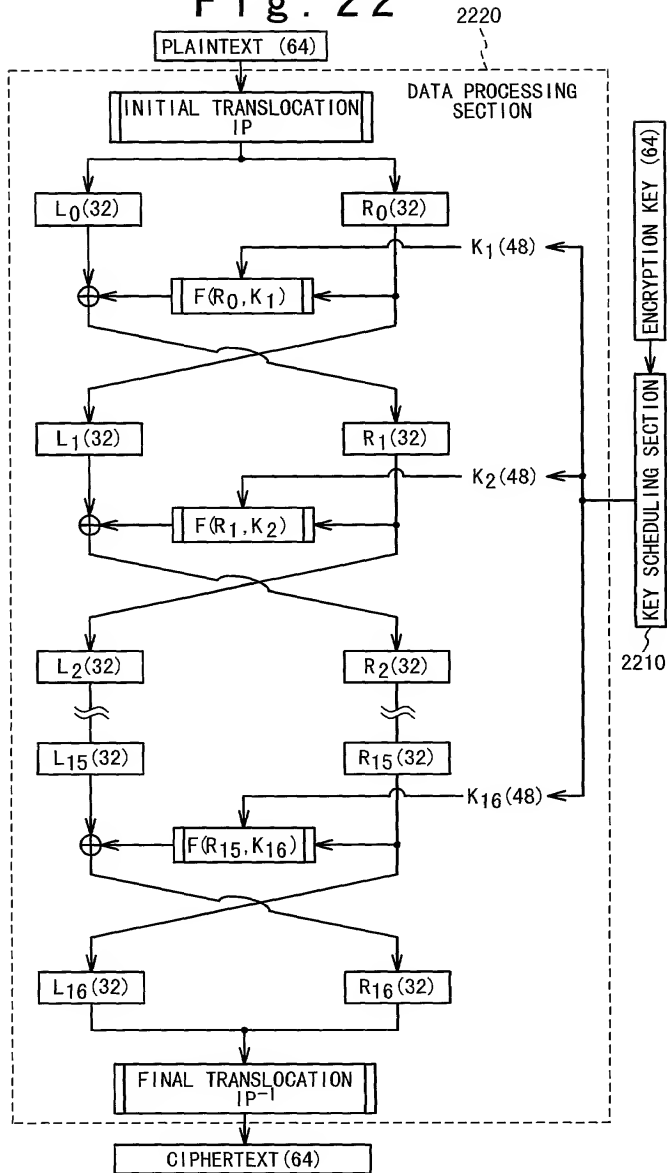 Fig. 22
2220
PLAINTEXT (64)
DATA PROCESSING
SECTION
INITIAL TRANSLOCATION
IP
L0(32)
R0(32)
K1(48)
F(R0,K1)
L1(32)
R1(32)
K2(48)
F(R1,K2)
L2(32)
R2(32)
L15(32)
R15(32)
K16(48)
F(R15,K16)
L16(32)
R16(32)
FINAL TRANSLOCATION
IP-1
CIPHERTEXT(64)
ENCRYPTION KEY (64)
KEY SCHEDULING SECTION
2210